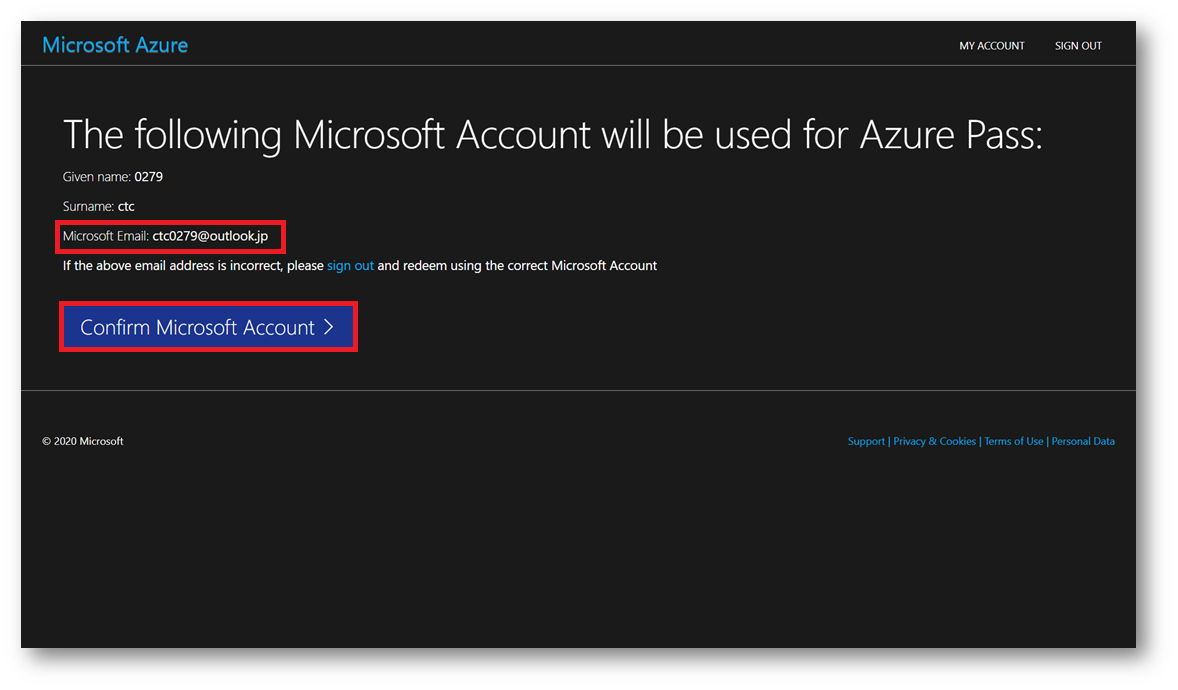 Microsoft Azure
MY ACCOUNT SIGN OUT
The following Microsoft Account will be used for Azure Pass:
Given name: 0279
Surname: ctc
Microsoft Email: ctc0279@outlook.jp
If the above email address is incorrect, please sign out and redeem using the correct Microsoft Account
Confirm Microsoft Account >
© 2020 Microsoft
Support | Privacy & Cookies | Terms of Use | Personal Data